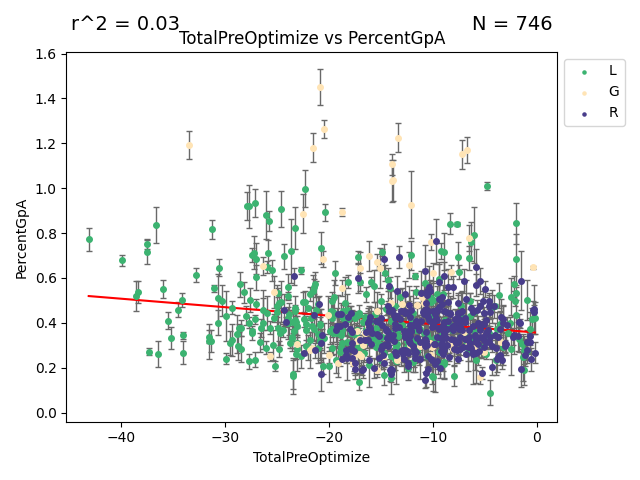 r^2 = 0.03
N = 746
TotalPreOptimize vs PercentGpA
PercentGpA
1.6
1.4
1.2
1.0
0.8
0.6
0.4
0.2
0.0
−40 −30 −20 −10 0
TotalPreOptimize
L
G
R